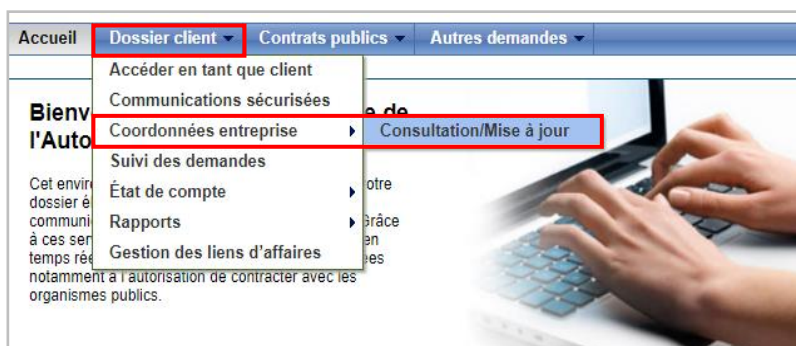 Accueil Dossier client Contrats publics Autres demandes
Accéder en tant que client
Communications sécurisées
Coordonnées entreprise Consultation/Mise à jour
Suivi des demandes
État de compte
Rapports
Gestion des liens d’affaires
Bienv e de
l'Auto
Cet envir otre
dossier é
communi Grâce
à ces ser en
temps rée ées
notamment à l'autorisation de contracter avec les
organismes publics.